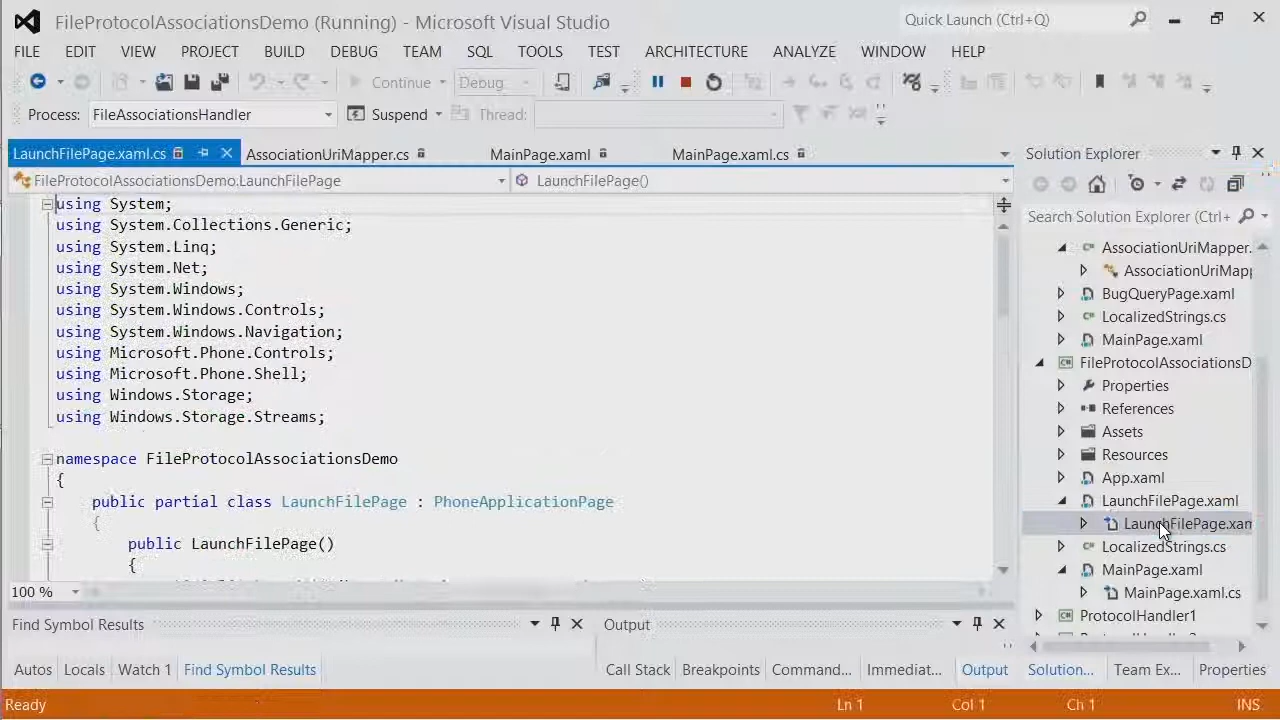 FileProtocolAssociationsDemo (Running) - Microsoft Visual Studio
Quick Launch (Ctrl+Q)
FILE EDIT VIEW PROJECT BUILD DEBUG TEAM SQL TOOLS TEST ARCHITECTURE ANALYZE WINDOW HELP
Continue Debug
Process: FileAssociationsHandler Suspend Thread:
LaunchFilePage.xaml.cs AssociationUriMapper.cs MainPage.xaml MainPage.xaml.cs
FileProtocolAssociationsDemo.LaunchFilePage LaunchFilePage()
using System;
using System.Collections.Generic;
using System.Linq;
using System.Net;
using System.Windows;
using System.Windows.Controls;
using System.Windows.Navigation;
using Microsoft.Phone.Controls;
using Microsoft.Phone.Shell;
using Windows.Storage;
using Windows.Storage.Streams;
namespace FileProtocolAssociationsDemo
{
public partial class LaunchFilePage : PhoneApplicationPage
{
public LaunchFilePage()
{
100 %
Solution Explorer
Search Solution Explorer (Ctrl+
AssociationUriMapper.
AssociationUriMapp
BugQueryPage.xaml
LocalizedStrings.cs
MainPage.xaml
FileProtocolAssociationsD
Properties
References
Assets
Resources
App.xaml
LaunchFilePage.xaml
LaunchFilePage.xam
LocalizedStrings.cs
MainPage.xaml
MainPage.xaml.cs
ProtocolHandler1
Find Symbol Results Output
Autos Locals Watch 1 Find Symbol Results Call Stack Breakpoints Command... Immediat... Output Solution... Team Ex... Properties
Ready Ln 1 Col 1 Ch 1 INS